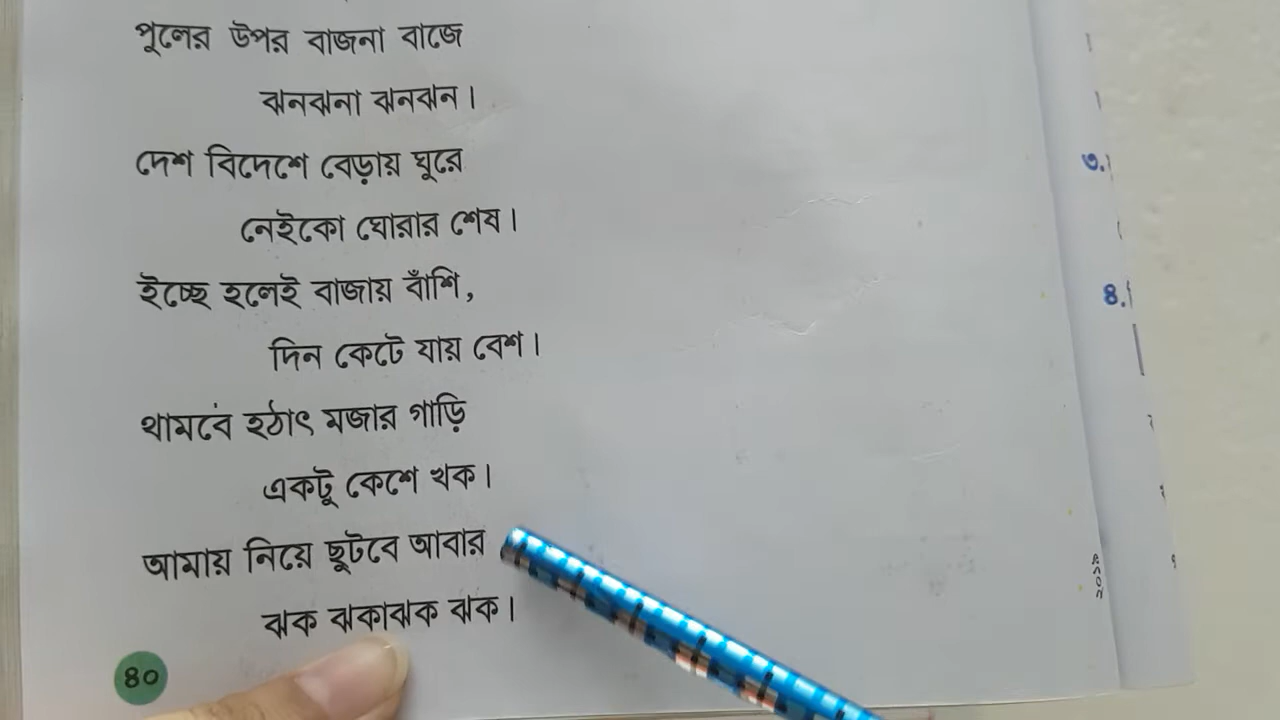 পুলের উপর বাজনা বাজে
ঝনঝনা ঝনঝন।
দেশ বিদেশে বেড়ায় ঘুরে
নেইকো ঘোরার শেষ।
ইচ্ছে হলেই বাজায় বাঁশি,
দিন কেটে যায় বেশ।
থামবে হঠাৎ মজার গাড়ি
একটু কেশে খক।
আমায় নিয়ে ছুটবে আবার
ঝক ঝকাঝক ঝক।
৪০
৩.
৪.